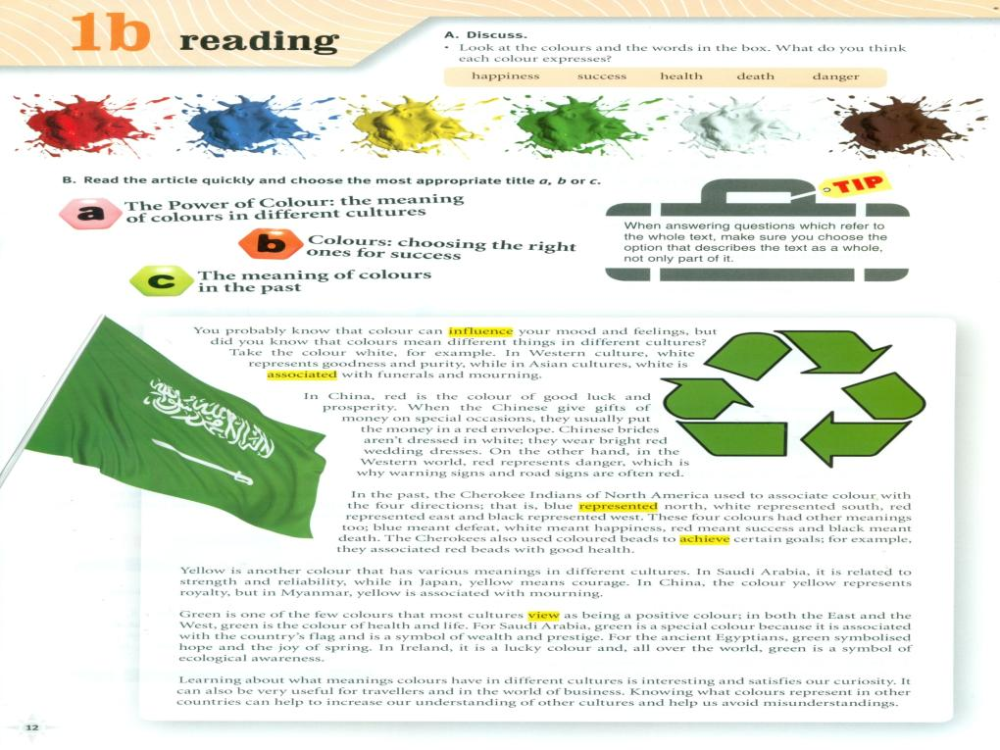 1b reading
A. Discuss.
• Look at the colours and the words in the box. What do you think
each colour expresses?
happiness success health death danger
B. Read the article quickly and choose the most appropriate title a, b or c.
a The Power of Colour: the meaning
of colours in different cultures
b Colours: choosing the right
ones for success
c The meaning of colours
in the past
TIP
When answering questions which refer to
the whole text, make sure you choose the
option that describes the text as a whole,
not only part of it.
You probably know that colour can influence your mood and feelings, but
did you know that colours mean different things in different cultures?
Take the colour white, for example. In Western culture, white
represents goodness and purity, while in Asian cultures, white is
associated with funerals and mourning.
In China, red is the colour of good luck and
prosperity. When the Chinese give gifts of
money on special occasions, they usually put
the money in a red envelope. Chinese brides
aren't dressed in white; they wear bright red
wedding dresses. On the other hand, in the
Western world, red represents danger, which is
why warning signs and road signs are often red.
In the past, the Cherokee Indians of North America used to associate colour with
the four directions; that is, blue represented north, white represented south, red
represented east and black represented west. These four colours had other meanings
too; blue meant defeat, white meant happiness, red meant success and black meant
death. The Cherokees also used coloured beads to achieve certain goals; for example,
they associated red beads with good health.
Yellow is another colour that has various meanings in different cultures. In Saudi Arabia, it is related to
strength and reliability, while in Japan, yellow means courage. In China, the colour yellow represents
royalty, but in Myanmar, yellow is associated with mourning.
Green is one of the few colours that most cultures view as being a positive colour; in both the East and the
West, green is the colour of health and life. For Saudi Arabia, green is a special colour because it is associated
with the country's flag and is a symbol of wealth and prestige. For the ancient Egyptians, green symbolised
hope and the joy of spring. In Ireland, it is a lucky colour and, all over the world, green is a symbol of
ecological awareness.
Learning about what meanings colours have in different cultures is interesting and satisfies our curiosity. It
can also be very useful for travellers and in the world of business. Knowing what colours represent in other
countries can help to increase our understanding of other cultures and help us avoid misunderstandings.
12